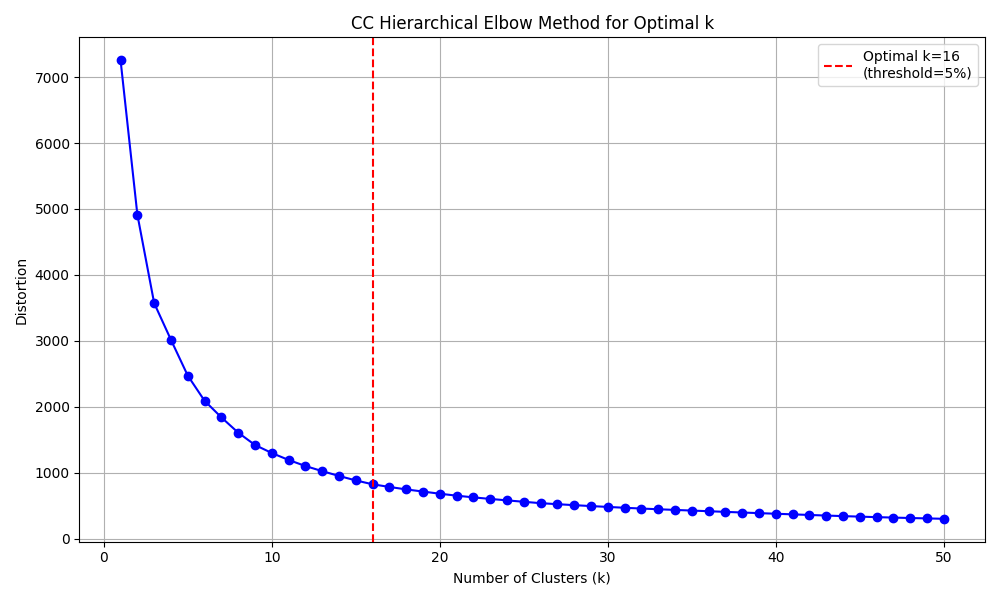 CC Hierarchical Elbow Method for Optimal k
Optimal k=16
(threshold=5%)
7000
6000
5000
4000
3000
2000
1000
0
Distortion
0 10 20 30 40 50
Number of Clusters (k)